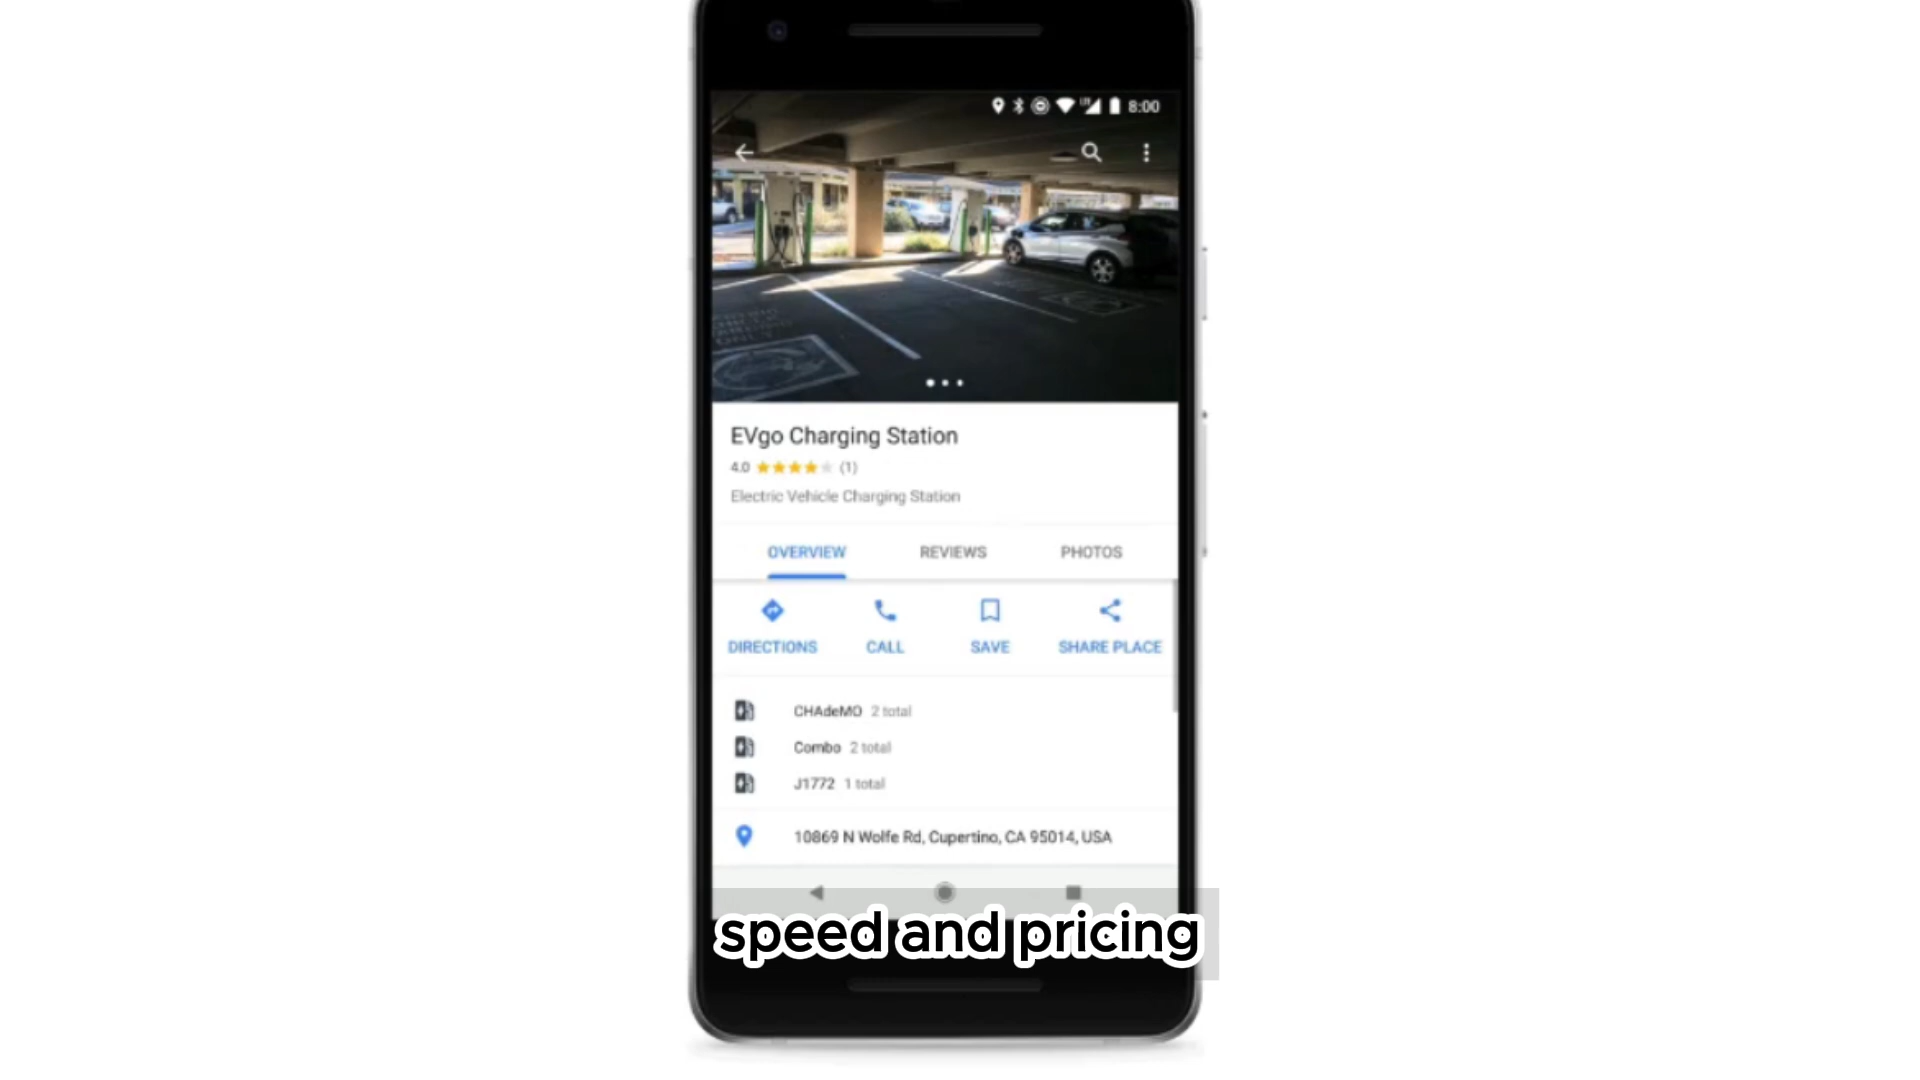 8:00
EVgo Charging Station
4.0 (1)
Electric Vehicle Charging Station
OVERVIEW REVIEWS PHOTOS
DIRECTIONS CALL SAVE SHARE PLACE
CHAdeMO 2 total
Combo 2 total
J1772 1 total
10869 N Wolfe Rd, Cupertino, CA 95014, USA
speed and pricing